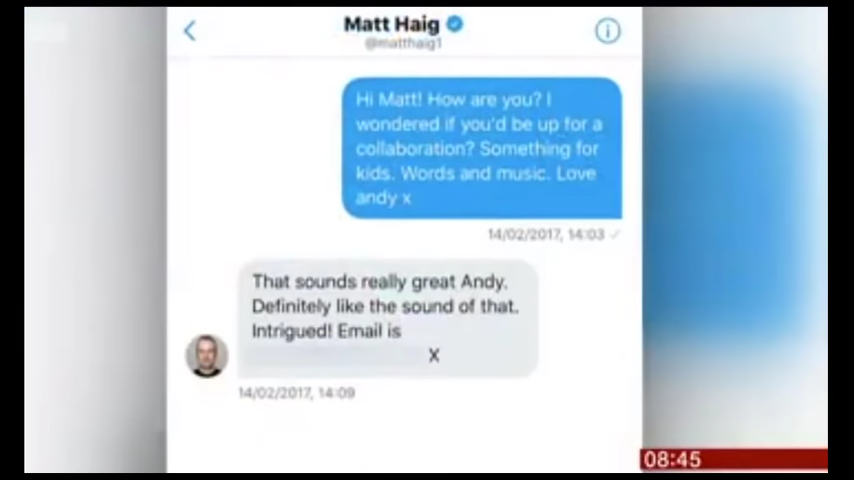 Matt Haig
@matthaig1
Hi Matt! How are you? I
wondered if you'd be up for a
collaboration? Something for
kids. Words and music. Love
andy x
14/02/2017, 14:03
That sounds really great Andy.
Definitely like the sound of that.
Intrigued! Email is
X
14/02/2017, 14:09
08:45